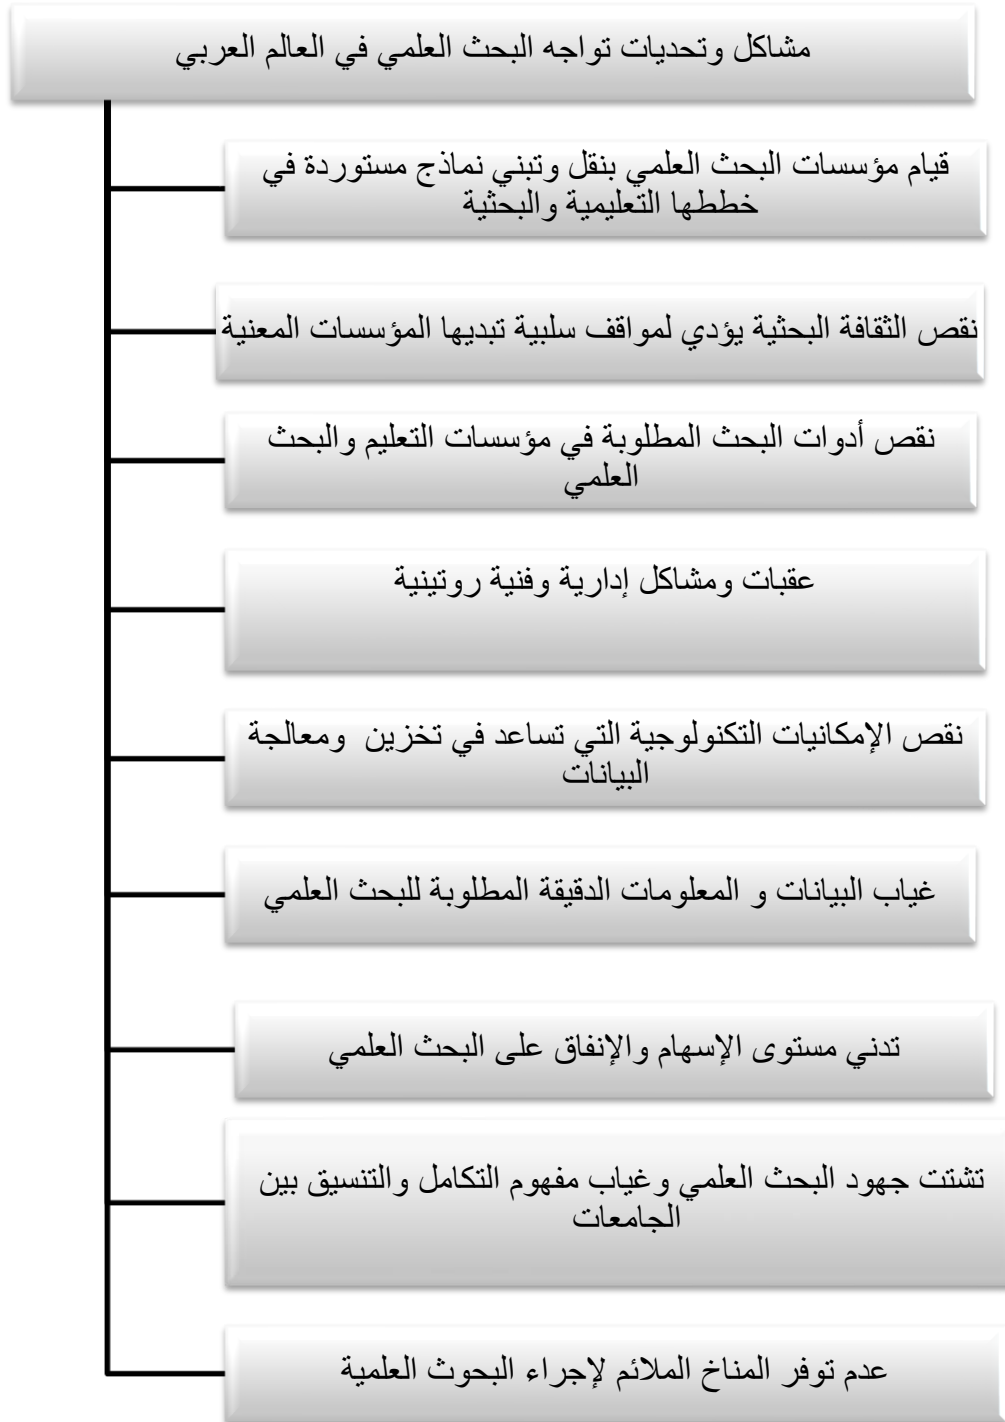 مشاكل وتحديات تواجه البحث العلمي في العالم العربي
قيام مؤسسات البحث العلمي بنقل وتبني نماذج مستوردة في
خططها التعليمية والبحثية
نقص الثقافة البحثية يؤدي لمواقف سلبية تبديها المؤسسات المعنية
نقص أدوات البحث المطلوبة في مؤسسات التعليم والبحث
العلمي
عقبات ومشاكل إدارية وفنية روتينية
نقص الإمكانيات التكنولوجية التي تساعد في تخزين ومعالجة
البيانات
غياب البيانات و المعلومات الدقيقة المطلوبة للبحث العلمي
تدني مستوى الإسهام والإنفاق على البحث العلمي
تشتت جهود البحث العلمي وغياب مفهوم التكامل والتنسيق بين
الجامعات
عدم توفر المناخ الملائم لإجراء البحوث العلمية